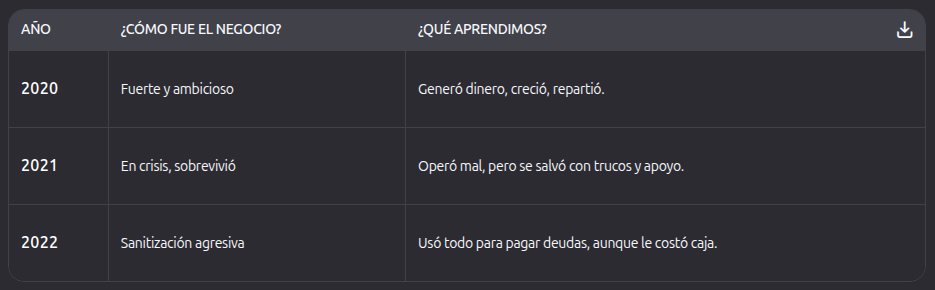 AÑO ¿CÓMO FUE EL NEGOCIO? ¿QUÉ APRENDIMOS?
2020 Fuerte y ambicioso Generó dinero, creció, repartió.
2021 En crisis, sobrevivió Operó mal, pero se salvó con trucos y apoyo.
2022 Sanitización agresiva Usó todo para pagar deudas, aunque le costó caja.